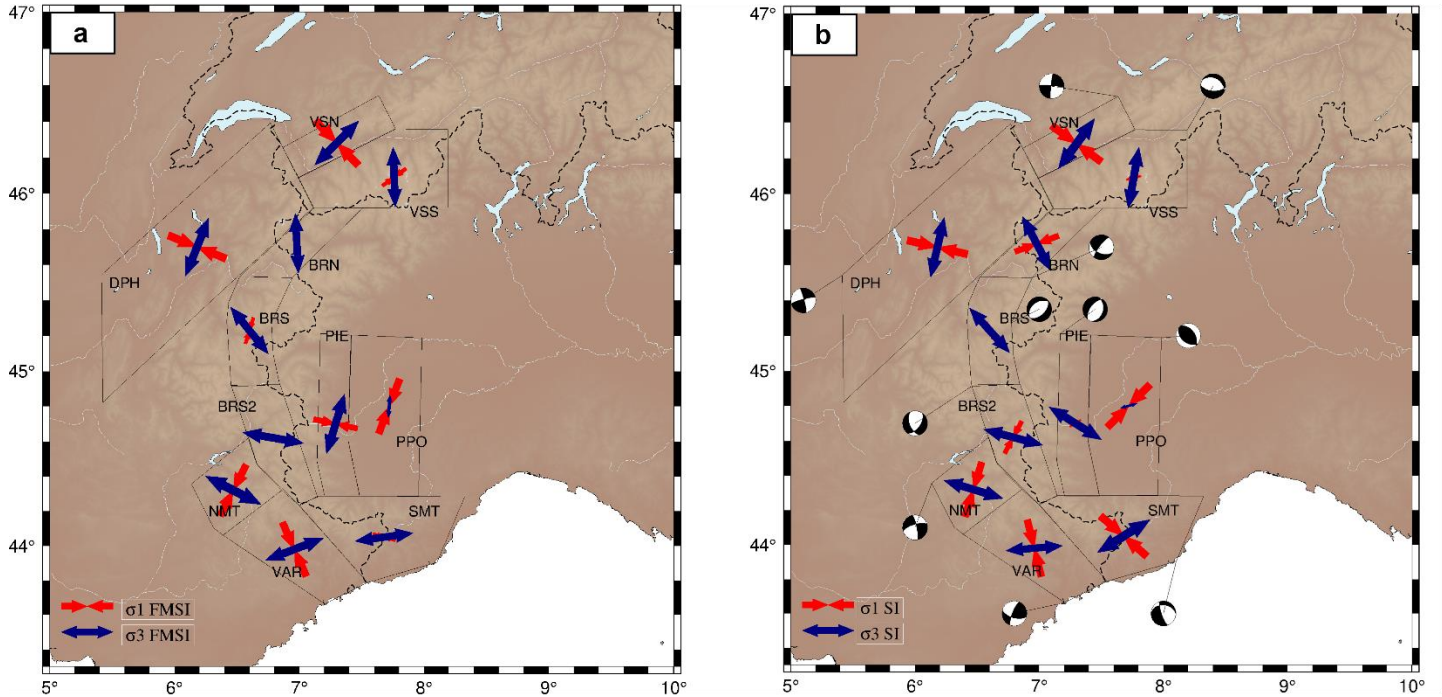 a
47°
46°
45°
44°
5°
6°
7°
8°
9°
10°
VSN
VSS
DPH
BRN
BRS
PIE
BRS2
PPO
NMT
SMT
VAR
σ1 FMSI
σ3 FMSI
b
47°
46°
45°
44°
5°
6°
7°
8°
9°
10°
VSN
VSS
DPH
BRN
BRS
PIE
BRS2
PPO
NMT
SMT
VAR
σ1 SI
σ3 SI